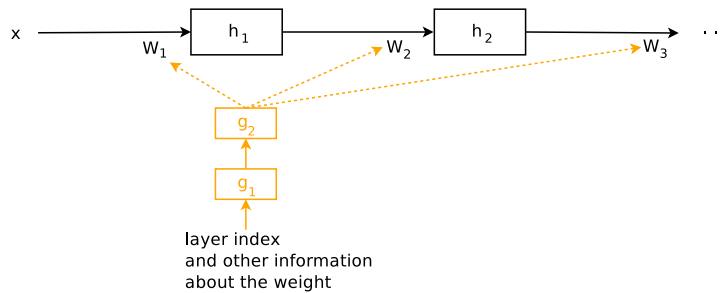 x
W1
h1
W2
h2
W3
..
g2
g1
layer index
and other information
about the weight